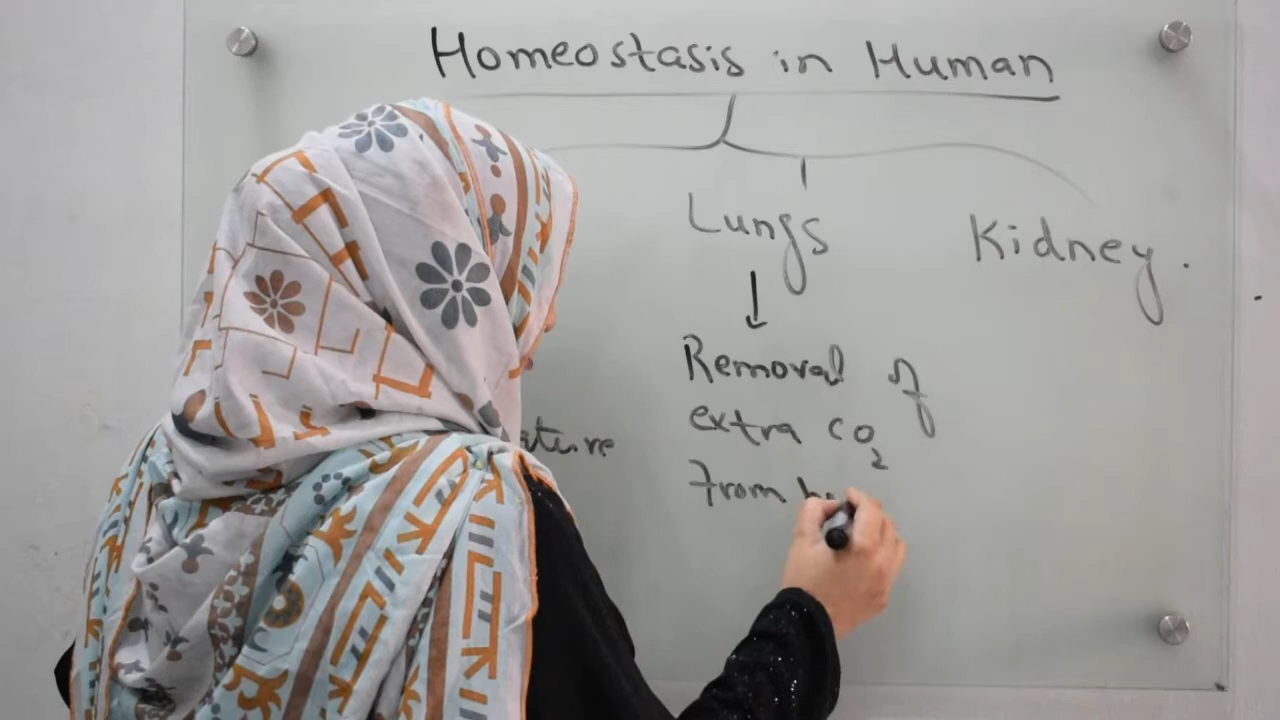 Homeostasis in Human
Lungs
Kidney.
Removal of
extra CO2
from